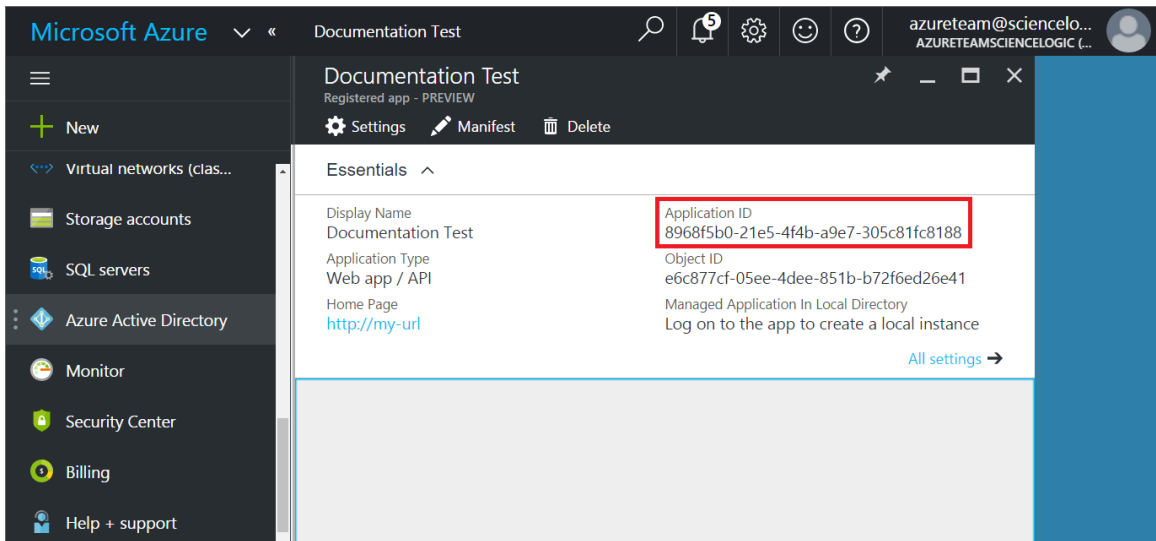 Microsoft Azure
Documentation Test
5
azureteam@sciencelo...
AZURETEAMSCIENCELOGIC (...
New
Virtual networks (clas...
Storage accounts
SQL
SQL servers
Azure Active Directory
Monitor
Security Center
Billing
Help + support
Documentation Test
Registered app - PREVIEW
Settings
Manifest
Delete
Essentials
Display Name
Documentation Test
Application Type
Web app / API
Home Page
http://my-url
Application ID
8968f5b0-21e5-4f4b-a9e7-305c81fc8188
Object ID
e6c877cf-05ee-4dee-851b-b72f6ed26e41
Managed Application In Local Directory
Log on to the app to create a local instance
All settings